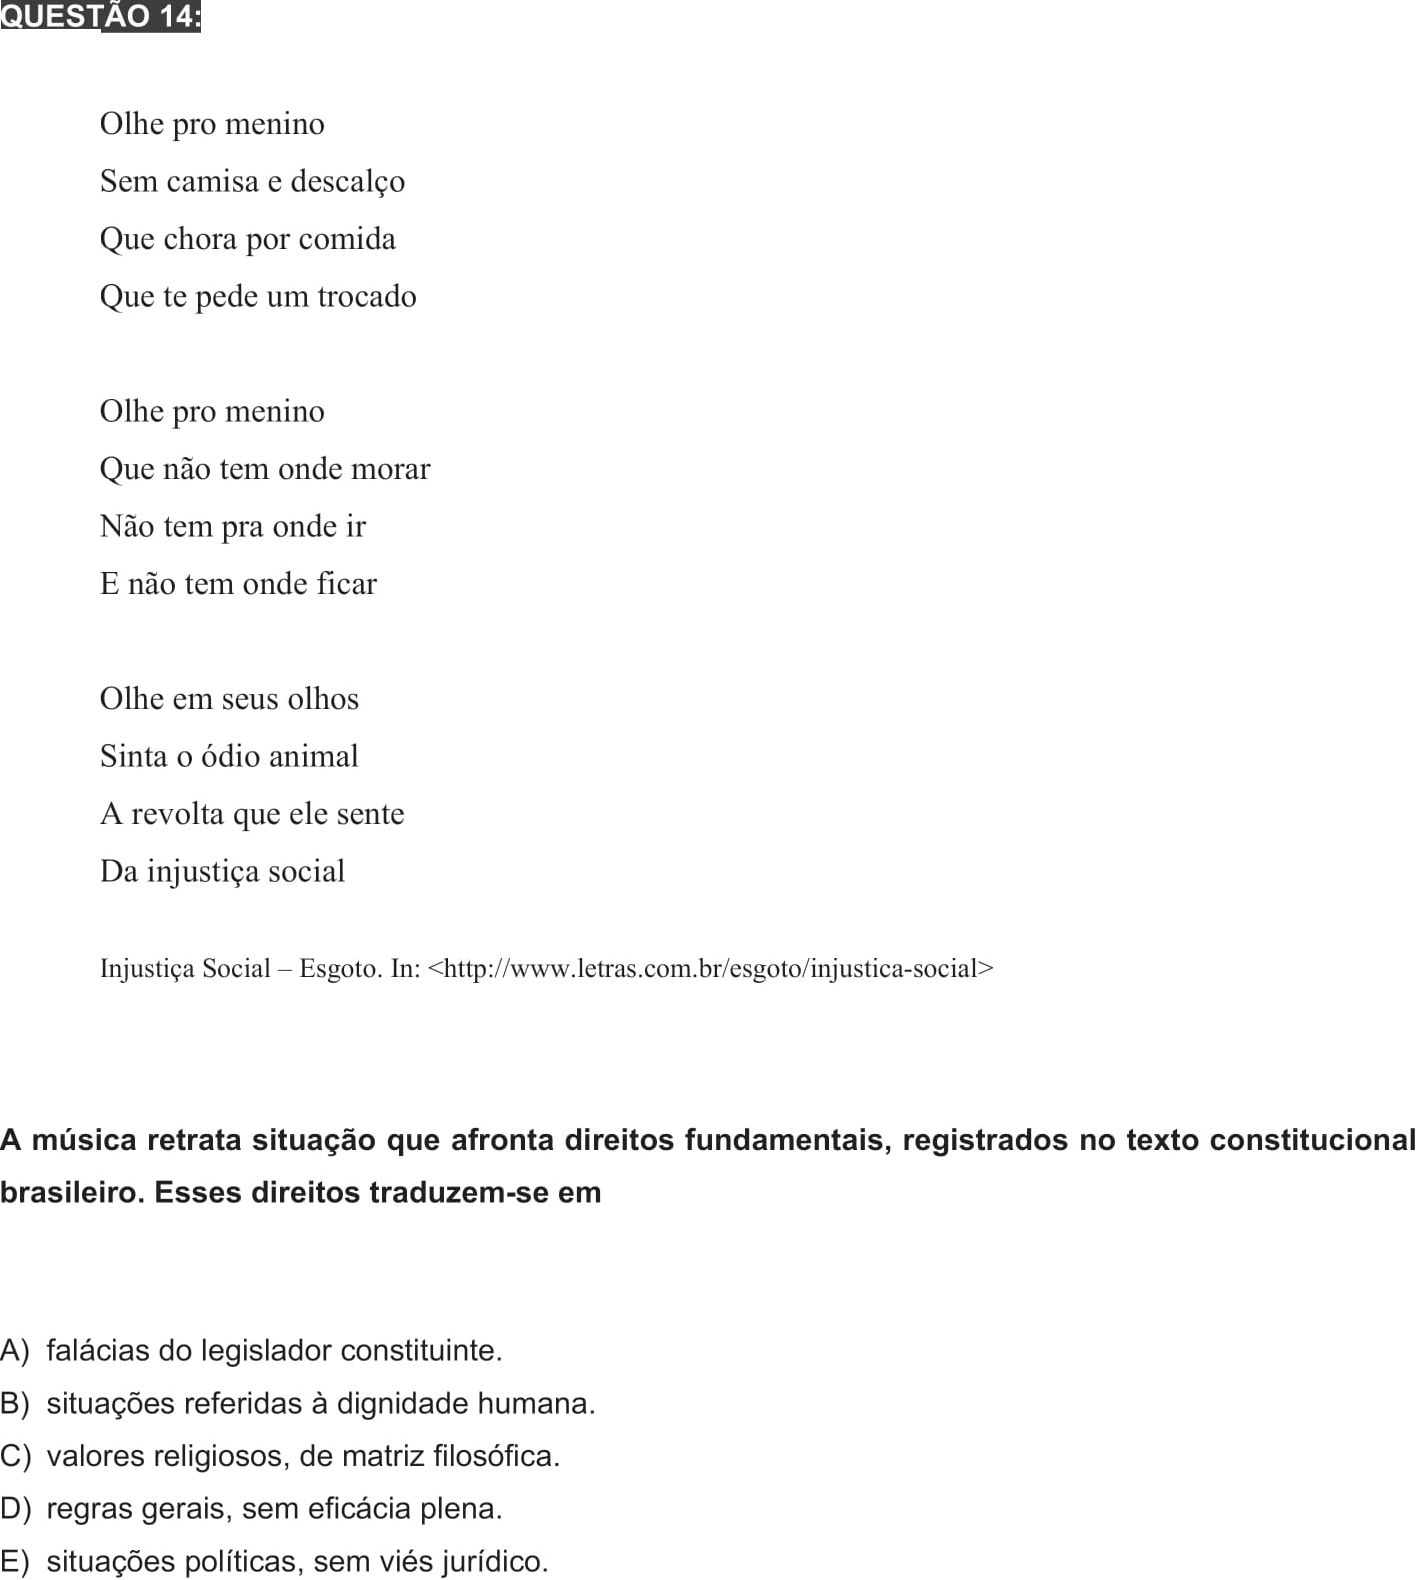 QUESTÃO 14:
Olhe pro menino
Sem camisa e descalço
Que chora por comida
Que te pede um trocado
Olhe pro menino
Que não tem onde morar
Não tem pra onde ir
E não tem onde ficar
Olhe em seus olhos
Sinta o ódio animal
A revolta que ele sente
Da injustiça social
Injustiça Social – Esgoto. In: <http://www.letras.com.br/esgoto/injustica-social>
A música retrata situação que afronta direitos fundamentais, registrados no texto constitucional
brasileiro. Esses direitos traduzem-se em
A) falácias do legislador constituinte.
B) situações referidas à dignidade humana.
C) valores religiosos, de matriz filosófica.
D) regras gerais, sem eficácia plena.
E) situações políticas, sem viés jurídico.